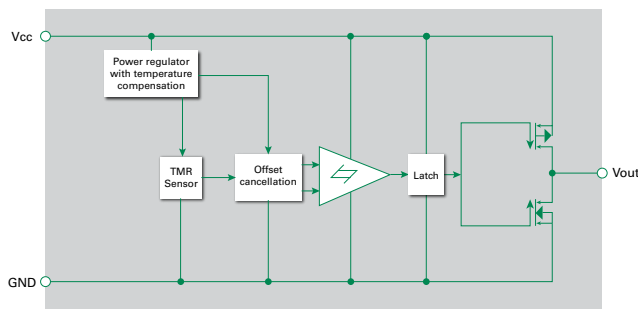 Vcc
Power regulator
with temperature
compensation
TMR
Sensor
Offset
cancellation
Latch
Vout
GND